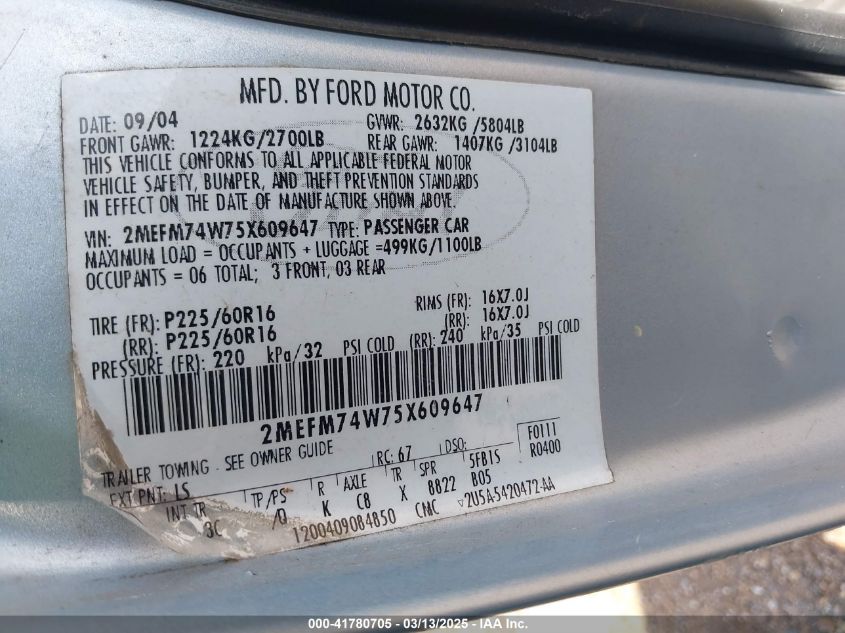 MFD. BY FORD MOTOR CO.
DATE: 09/04 GVWR: 2632KG /5804LB
FRONT GAWR: 1224KG/2700LB REAR GAWR: 1407KG /3104LB
THIS VEHICLE CONFORMS TO ALL APPLICABLE FEDERAL MOTOR
VEHICLE SAFETY, BUMPER, AND THEFT PREVENTION STANDARDS
IN EFFECT ON THE DATE OF MANUFACTURE SHOWN ABOVE.
VIN: 2MEFM74W75X609647 TYPE: PASSENGER CAR
MAXIMUM LOAD = OCCUPANTS + LUGGAGE =499KG/1100LB
OCCUPANTS = 06 TOTAL; 3 FRONT, 03 REAR
TIRE (FR): P225/60R16 RIMS (FR): 16X7.0J
(RR): P225/60R16 (RR): 16X7.0J
PRESSURE (FR): 220 kPa/32 PSI COLD (RR): 240 kPa/35 PSI COLD
2MEFM74W75X609647
TRAILER TOWING - SEE OWNER GUIDE RC: 67 DSO: F0111
R0400
EXT PNT: LS
INT TR TP/PS R AXLE TR SPR 5FB1S
3C /Q K C8 X 8822 B05
1200409084850 CMC 2U5A-5420472-AA
000-41780705 - 03/13/2025 - IAA Inc.